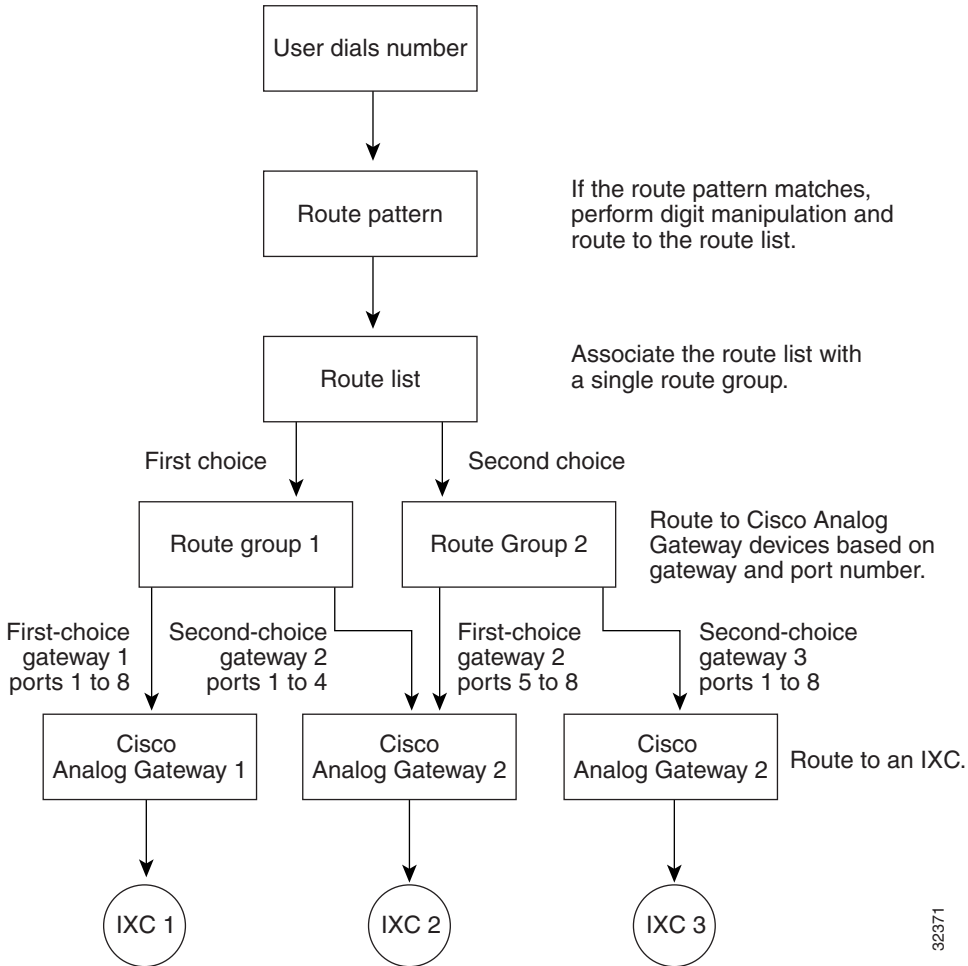 User dials number
Route pattern
If the route pattern matches,
perform digit manipulation and
route to the route list.
Route list
Associate the route list with
a single route group.
First choice
Second choice
Route group 1
Route Group 2
Route to Cisco Analog
Gateway devices based on
gateway and port number.
First-choice
gateway 1
ports 1 to 8
Second-choice
gateway 2
ports 1 to 4
First-choice
gateway 2
ports 5 to 8
Second-choice
gateway 3
ports 1 to 8
Cisco
Analog Gateway 1
Cisco
Analog Gateway 2
Cisco
Analog Gateway 2
Route to an IXC.
IXC 1
IXC 2
IXC 3
32371